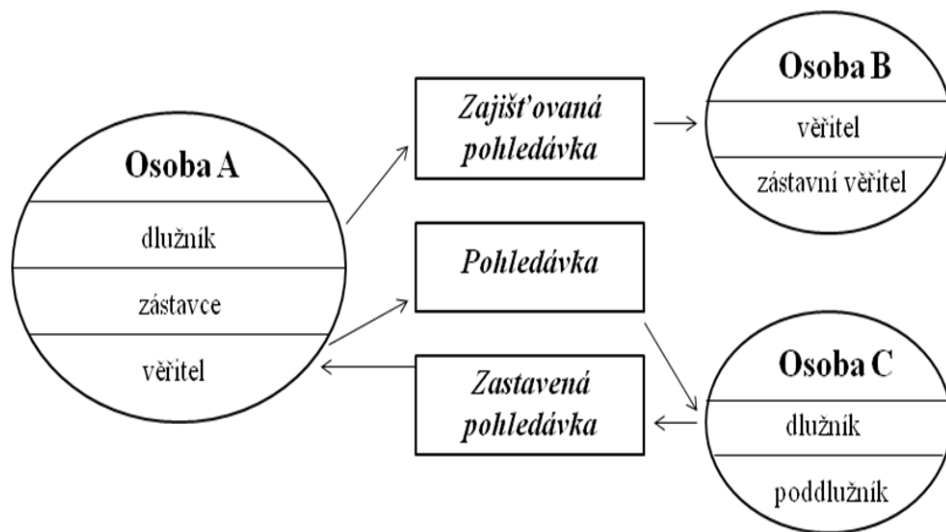 Osoba A
dlužník
zástavce
věřitel
Zajišťovaná
pohledávka
Pohledávka
Zastavená
pohledávka
Osoba B
věřitel
zástavní věřitel
Osoba C
dlužník
poddlužník